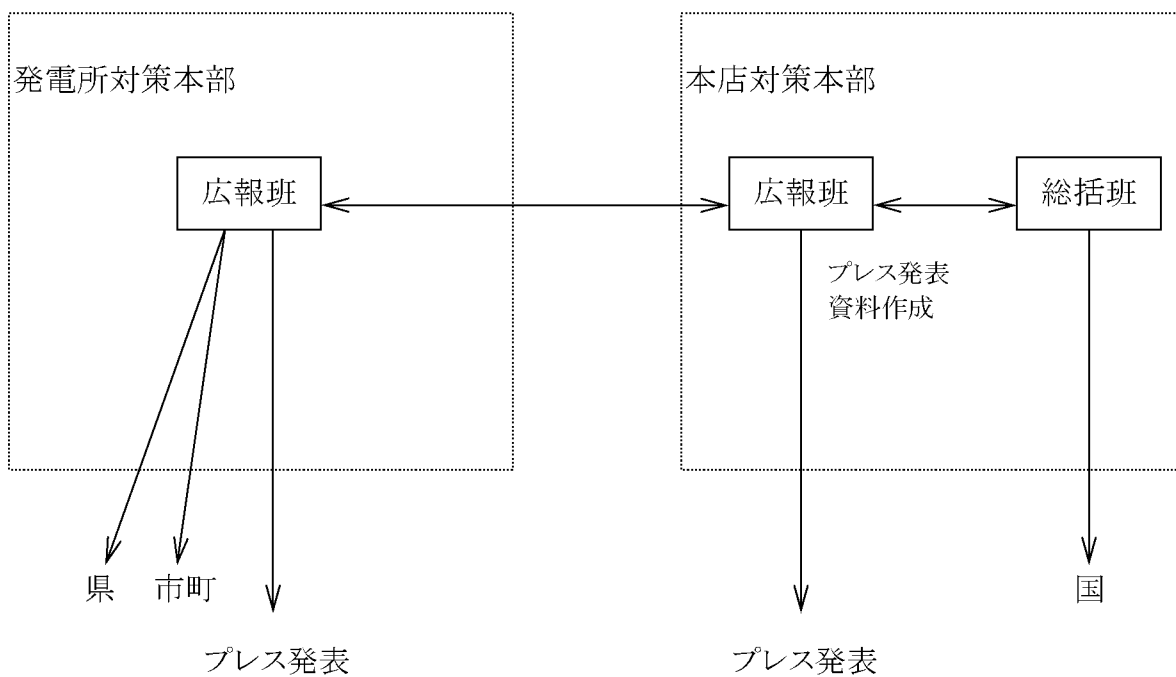 発電所対策本部
本店対策本部
広報班
広報班
総括班
プレス発表
資料作成
県
市町
国
プレス発表
プレス発表